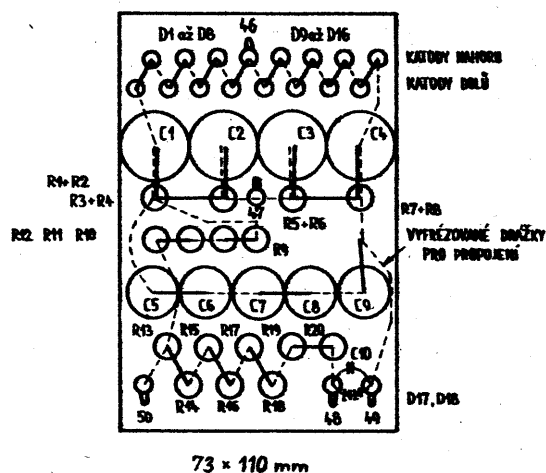 46
D1 až D8 D9 až D16
KATODY NAHORU
KATODY DOLŮ
C1 C2 C3 C4
R1+R2
R3+R4
47
R5+R6
R7+R8
R12 R11 R10
R9
VYFRÉZOVANÉ DRÁŽKY
PRO PROPOJENÍ
C5 C6 C7 C8 C9
R13 R15 R17 R19 R20
C10
50 R14 R16 R18 48 49
D17, D18
73 × 110 mm